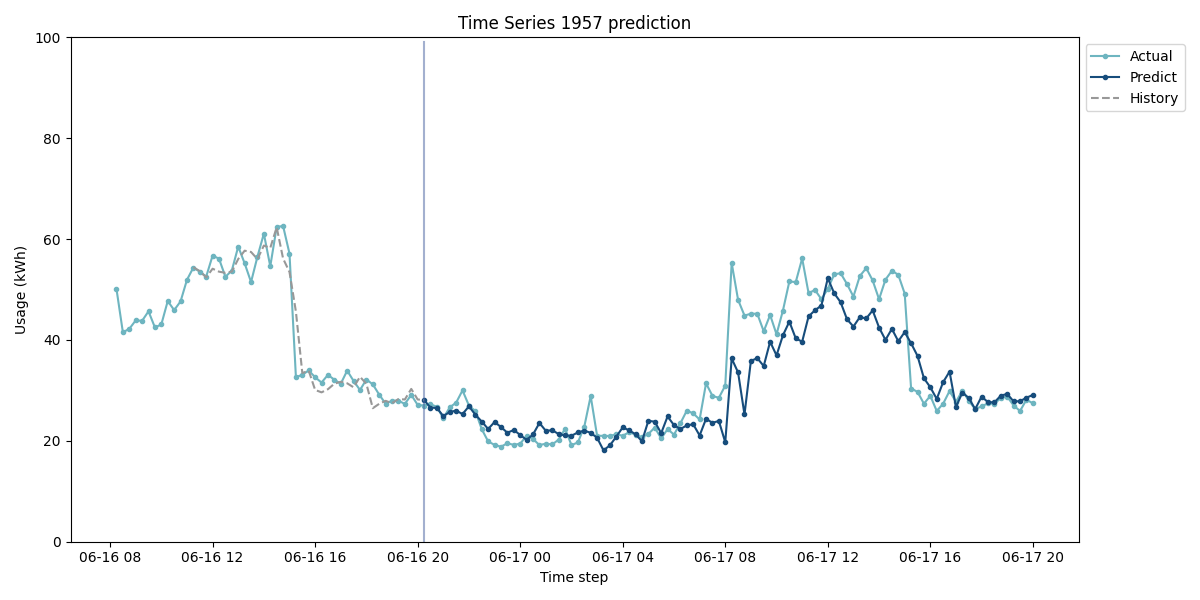 Time Series 1957 prediction
100
80
60
40
20
0
Usage (kWh)
06-16 08
06-16 12
06-16 16
06-16 20
06-17 00
06-17 04
06-17 08
06-17 12
06-17 16
06-17 20
Time step
Actual
Predict
History